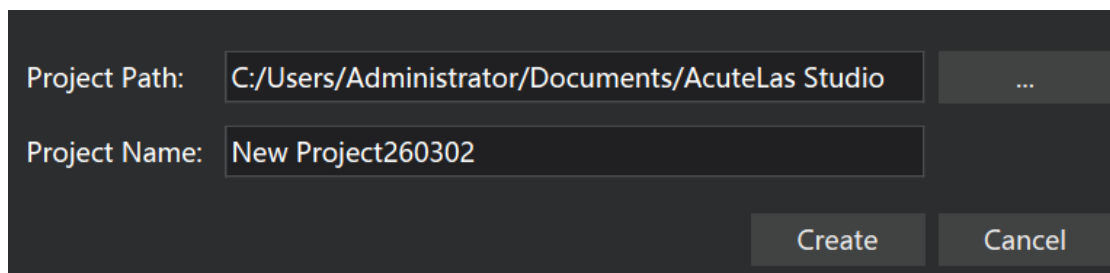 Project Path: C:/Users/Administrator/Documents/AcuteLas Studio ...
Project Name: New Project260302
Create Cancel